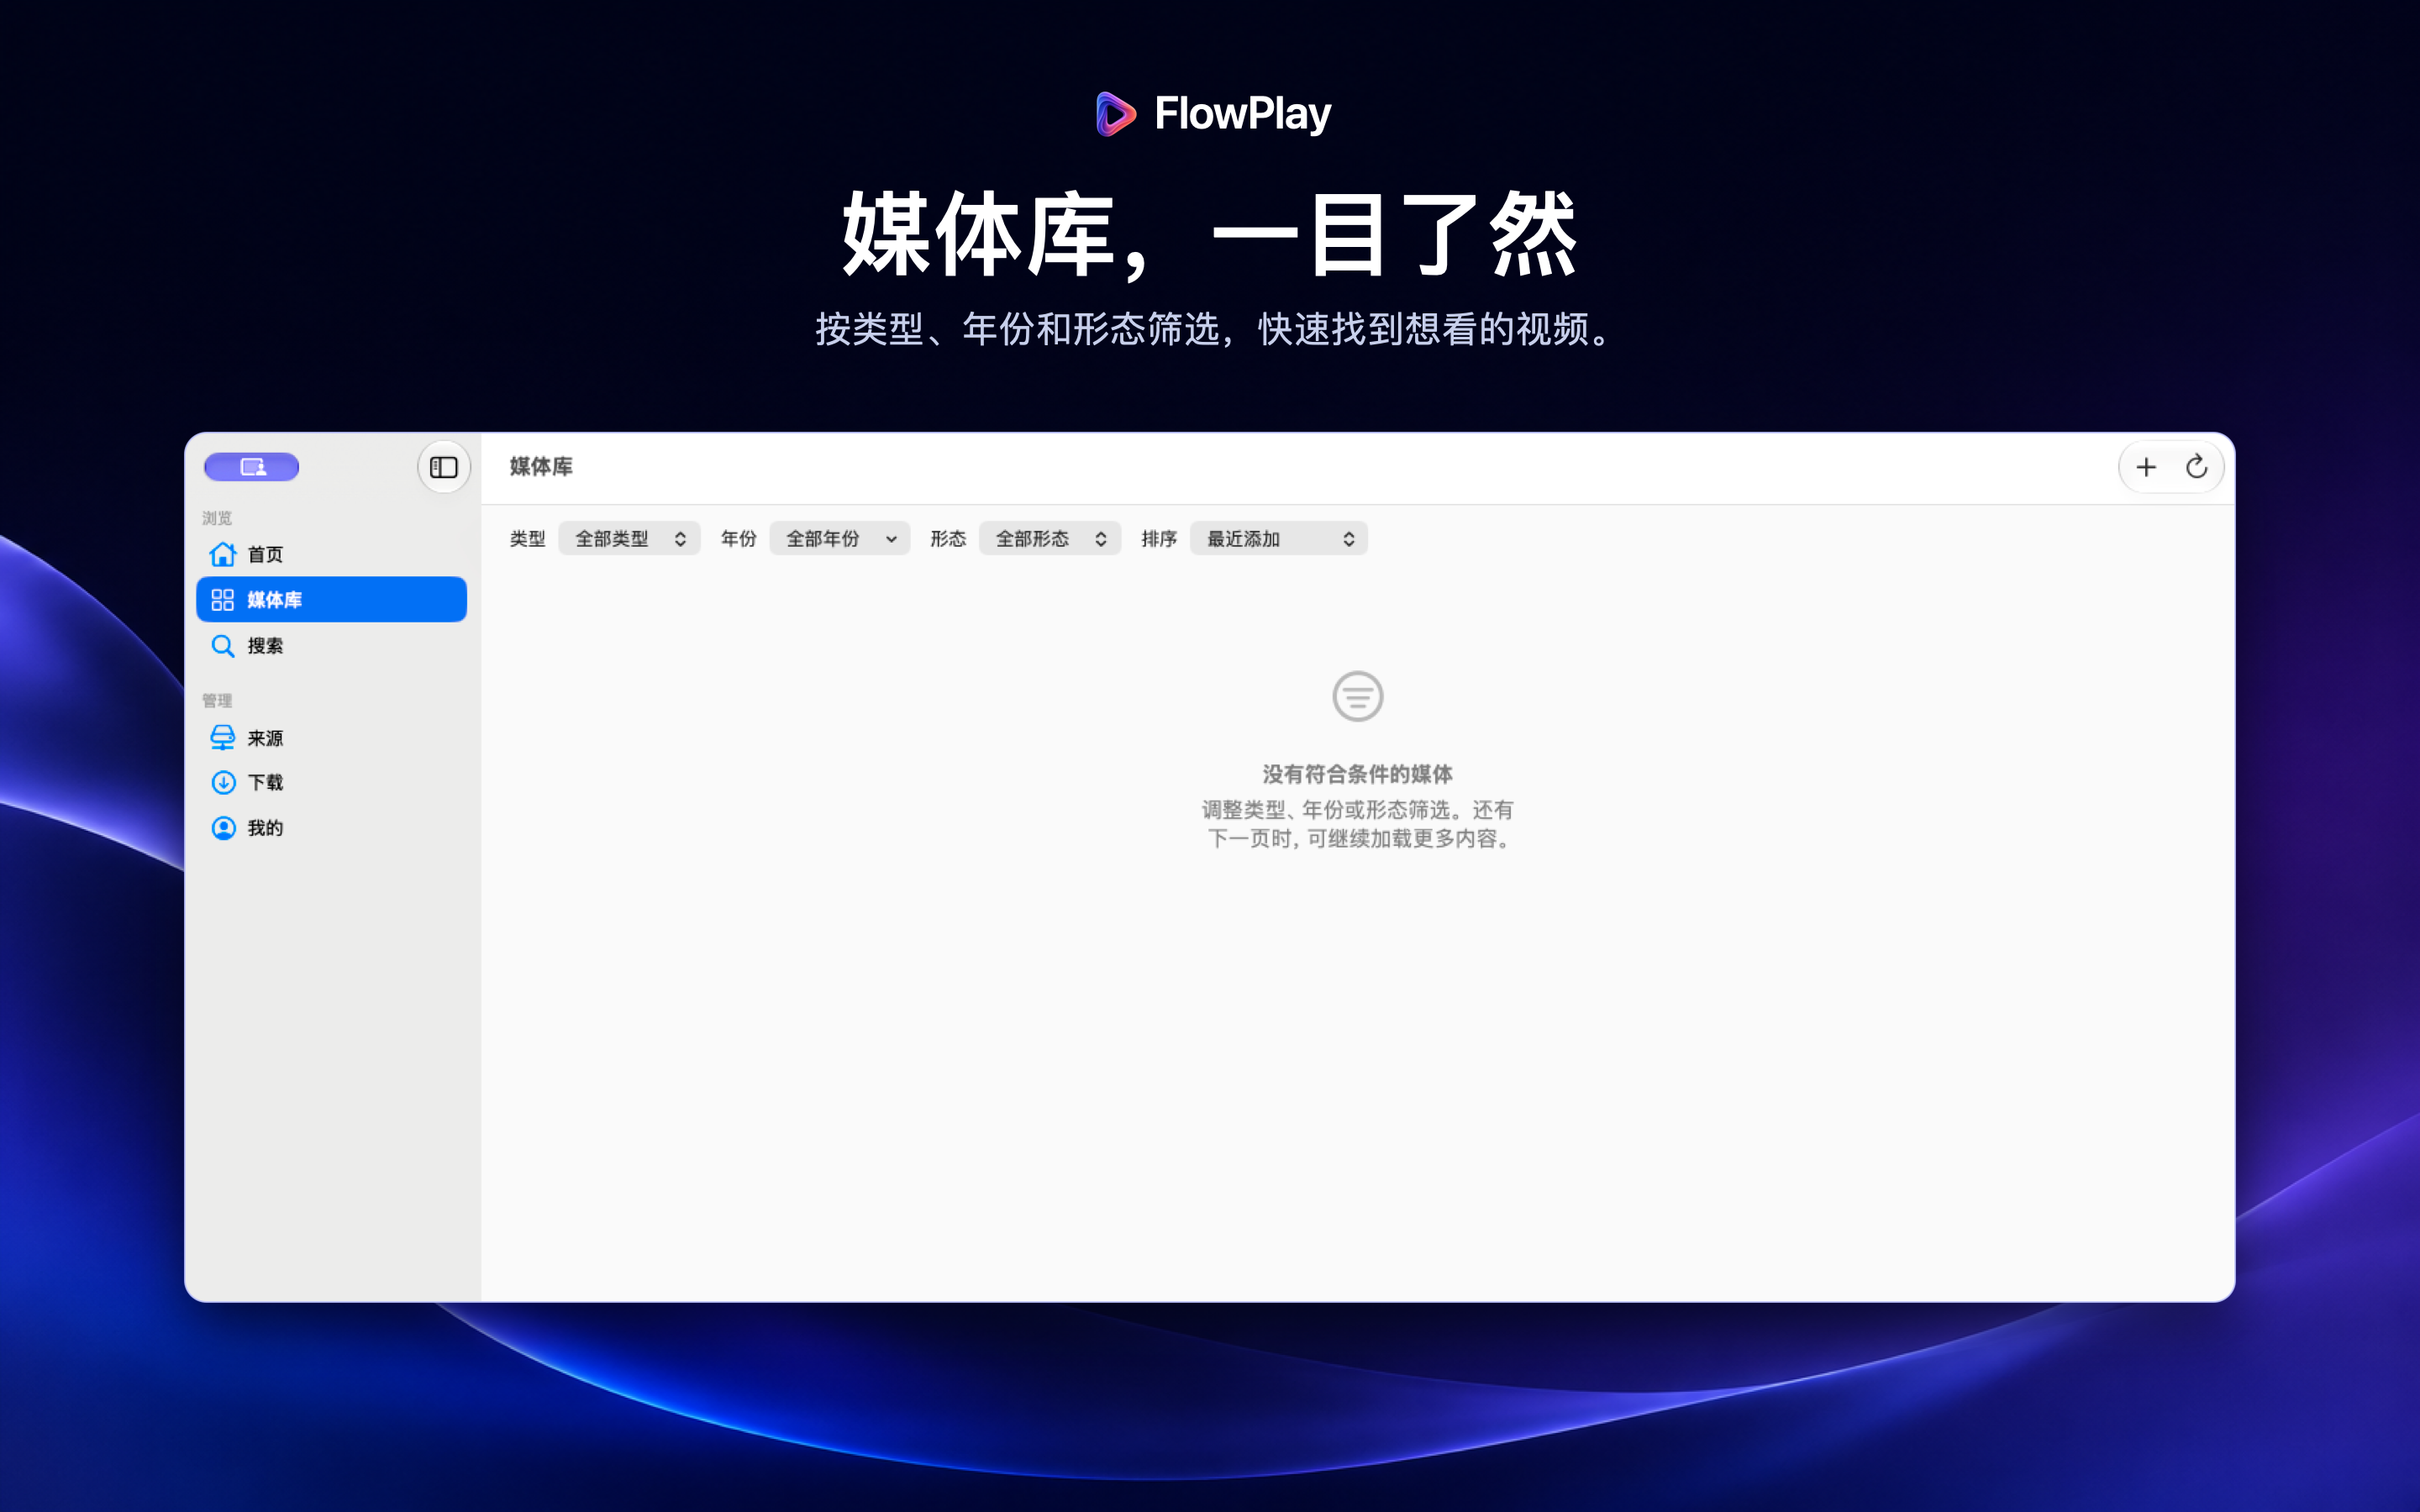 FlowPlay
媒体库，一目了然
按类型、年份和形态筛选，快速找到想看的视频。
媒体库
浏览
首页
媒体库
搜索
管理
来源
下载
我的
类型 全部类型 年份 全部年份 形态 全部形态 排序 最近添加
没有符合条件的媒体
调整类型、年份或形态筛选。还有
下一页时，可继续加载更多内容。